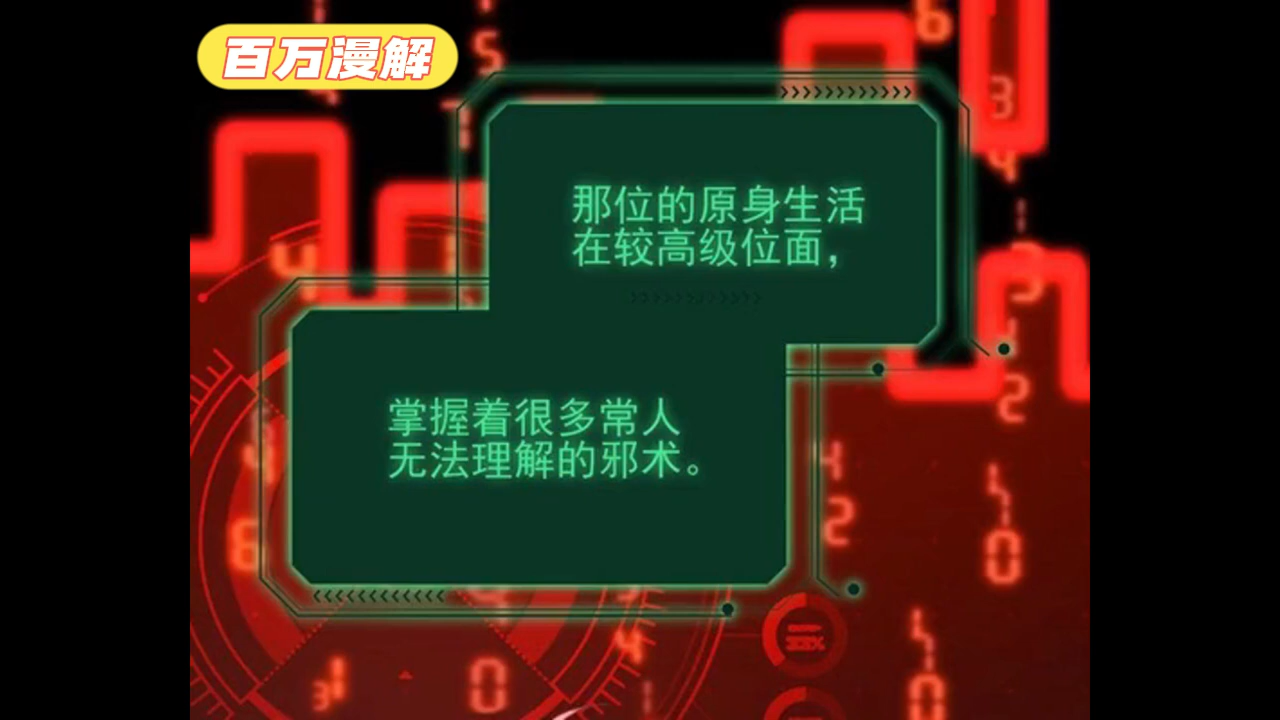 百万漫解
那位的原身生活
在较高级位面，
掌握着很多常人
无法理解的邪术。